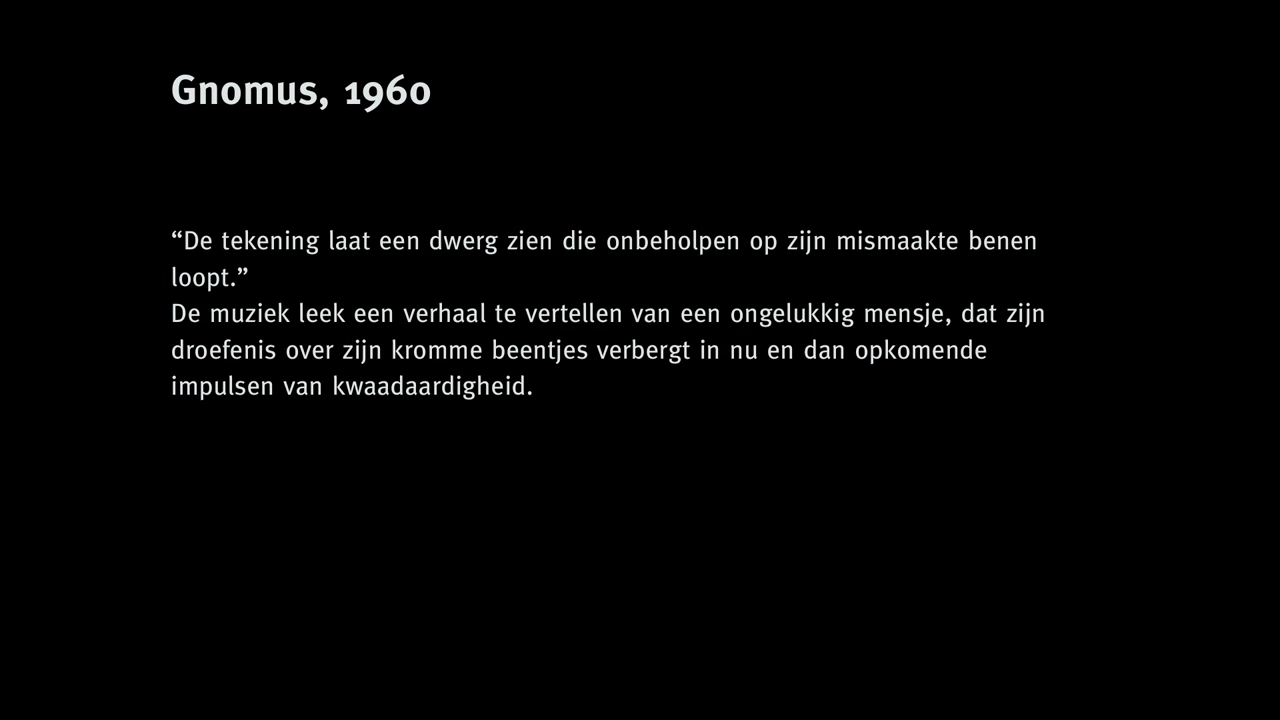 Gnomus, 1960
“De tekening laat een dwerg zien die onbeholpen op zijn mismaakte benen
loopt.”
De muziek leek een verhaal te vertellen van een ongelukkig mensje, dat zijn
droefenis over zijn kromme beentjes verbergt in nu en dan opkomende
impulsen van kwaadaardigheid.